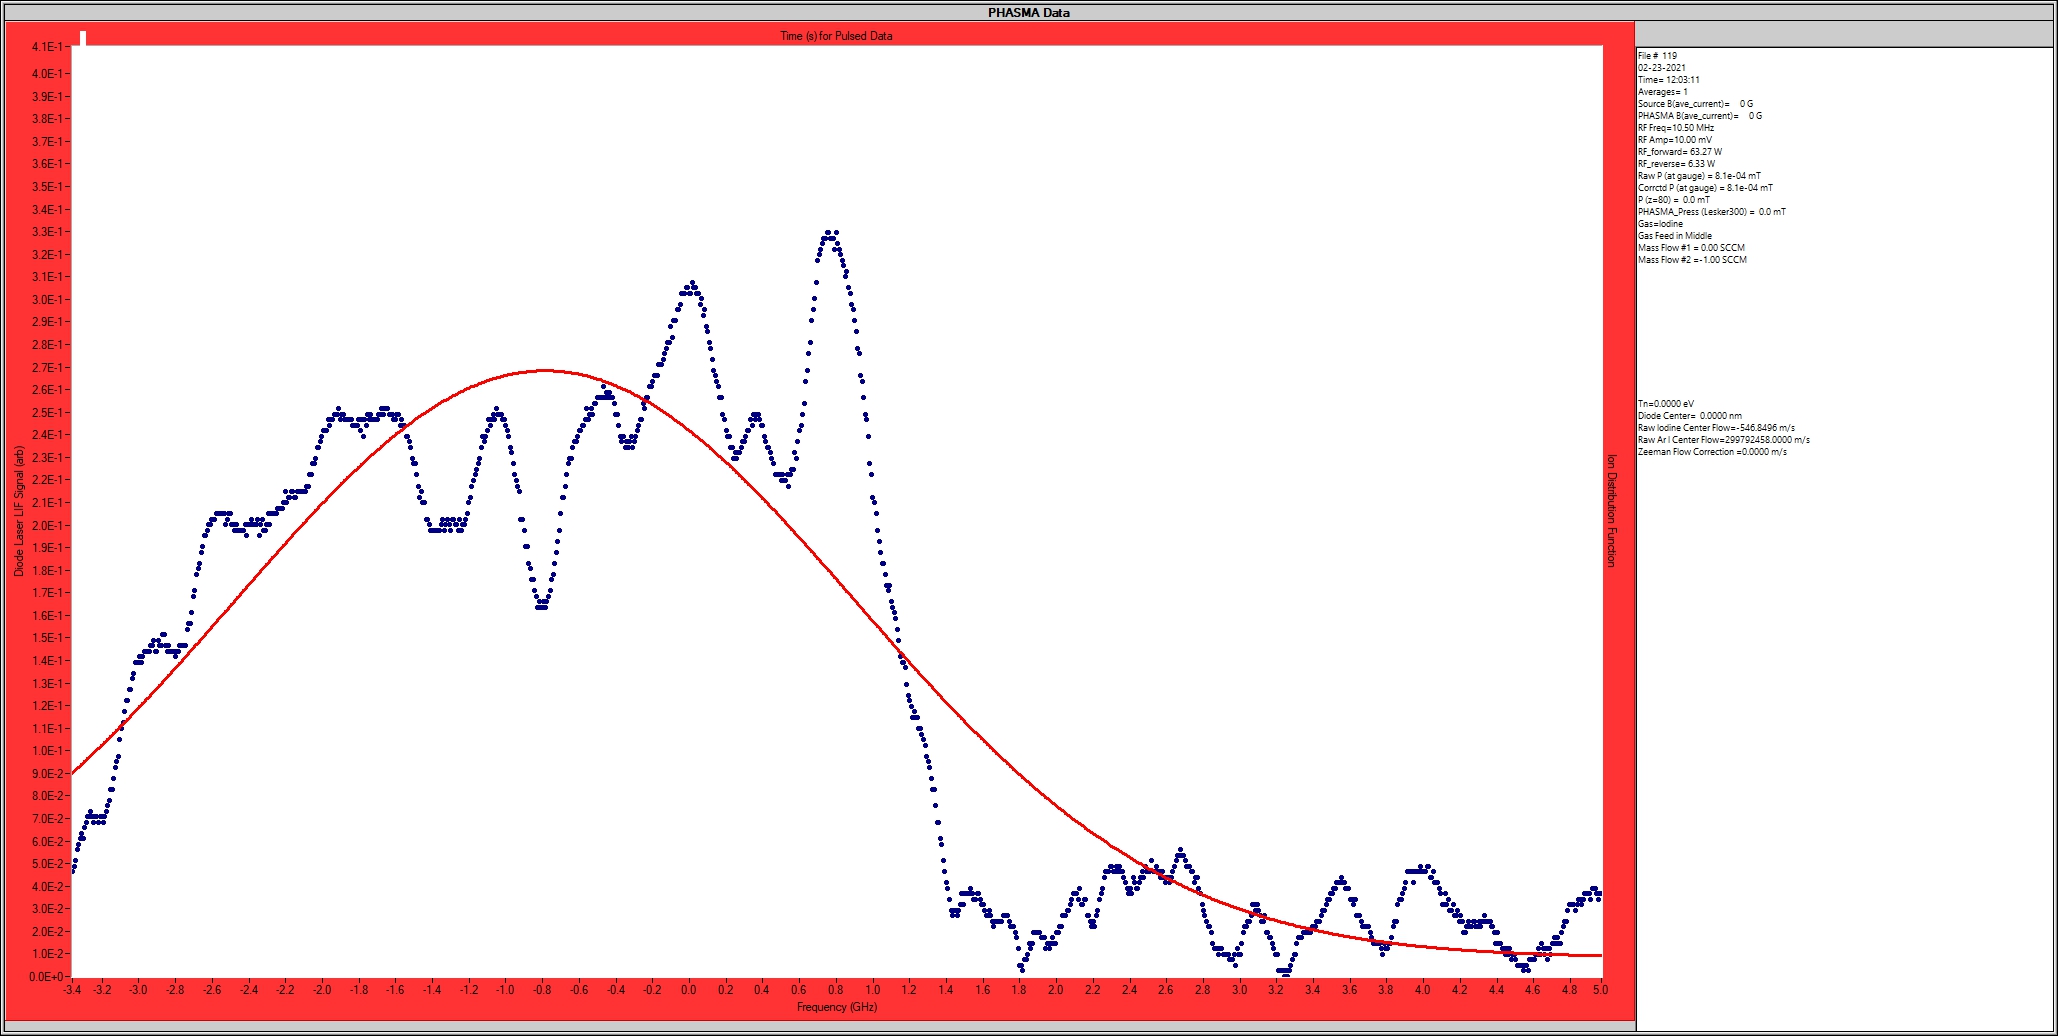 PHASMA Data
Time (s) for Pulsed Data
4.1E-1
4.0E-1
3.9E-1
3.8E-1
3.7E-1
3.6E-1
3.5E-1
3.4E-1
3.3E-1
3.2E-1
3.1E-1
3.0E-1
2.9E-1
2.8E-1
2.7E-1
2.6E-1
2.5E-1
2.4E-1
2.3E-1
2.2E-1
2.1E-1
2.0E-1
1.9E-1
1.8E-1
1.7E-1
1.6E-1
1.5E-1
1.4E-1
1.3E-1
1.2E-1
1.1E-1
1.0E-1
9.0E-2
8.0E-2
7.0E-2
6.0E-2
5.0E-2
4.0E-2
3.0E-2
2.0E-2
1.0E-2
0.0E+0
Diode Laser LIF Signal (arb)
-3.4 -3.2 -3.0 -2.8 -2.6 -2.4 -2.2 -2.0 -1.8 -1.6 -1.4 -1.2 -1.0 -0.8 -0.6 -0.4 -0.2 0.0 0.2 0.4 0.6 0.8 1.0 1.2 1.4 1.6 1.8 2.0 2.2 2.4 2.6 2.8 3.0 3.2 3.4 3.6 3.8 4.0 4.2 4.4 4.6 4.8 5.0
Frequency (GHz)
Ion Distribution Function
File # 119
02-23-2021
Time= 12:03:11
Averages= 1
Source B(ave_current)= 0 G
PHASMA B(ave_current)= 0 G
RF Freq=10.50 MHz
RF Amp=10.00 mV
RF_forward= 63.27 W
RF_reverse= 6.33 W
Raw P (at gauge) = 8.1e-04 mT
Corrctd P (at gauge) = 8.1e-04 mT
P (z=80) = 0.0 mT
PHASMA_Press (Lesker300) = 0.0 mT
Gas=Iodine
Gas Feed in Middle
Mass Flow #1 = 0.00 SCCM
Mass Flow #2 =-1.00 SCCM
Tn=0.0000 eV
Diode Center= 0.0000 nm
Raw Iodine Center Flow=-546.8496 m/s
Raw Ar I Center Flow=299792458.0000 m/s
Zeeman Flow Correction =0.0000 m/s